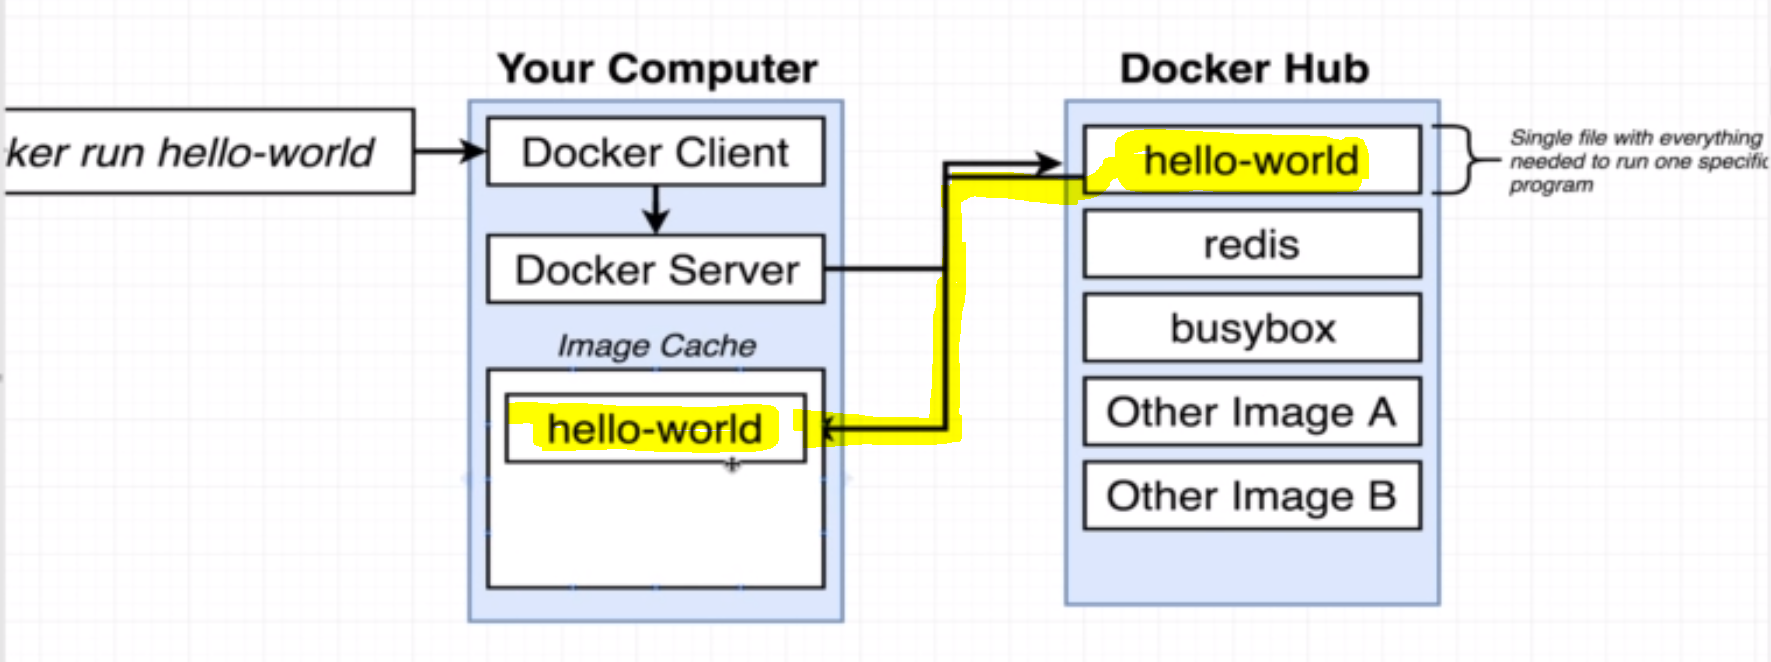 Your Computer
Docker Hub
ker run hello-world
Docker Client
Docker Server
Image Cache
hello-world
hello-world
redis
busybox
Other Image A
Other Image B
Single file with everything
needed to run one specific
program